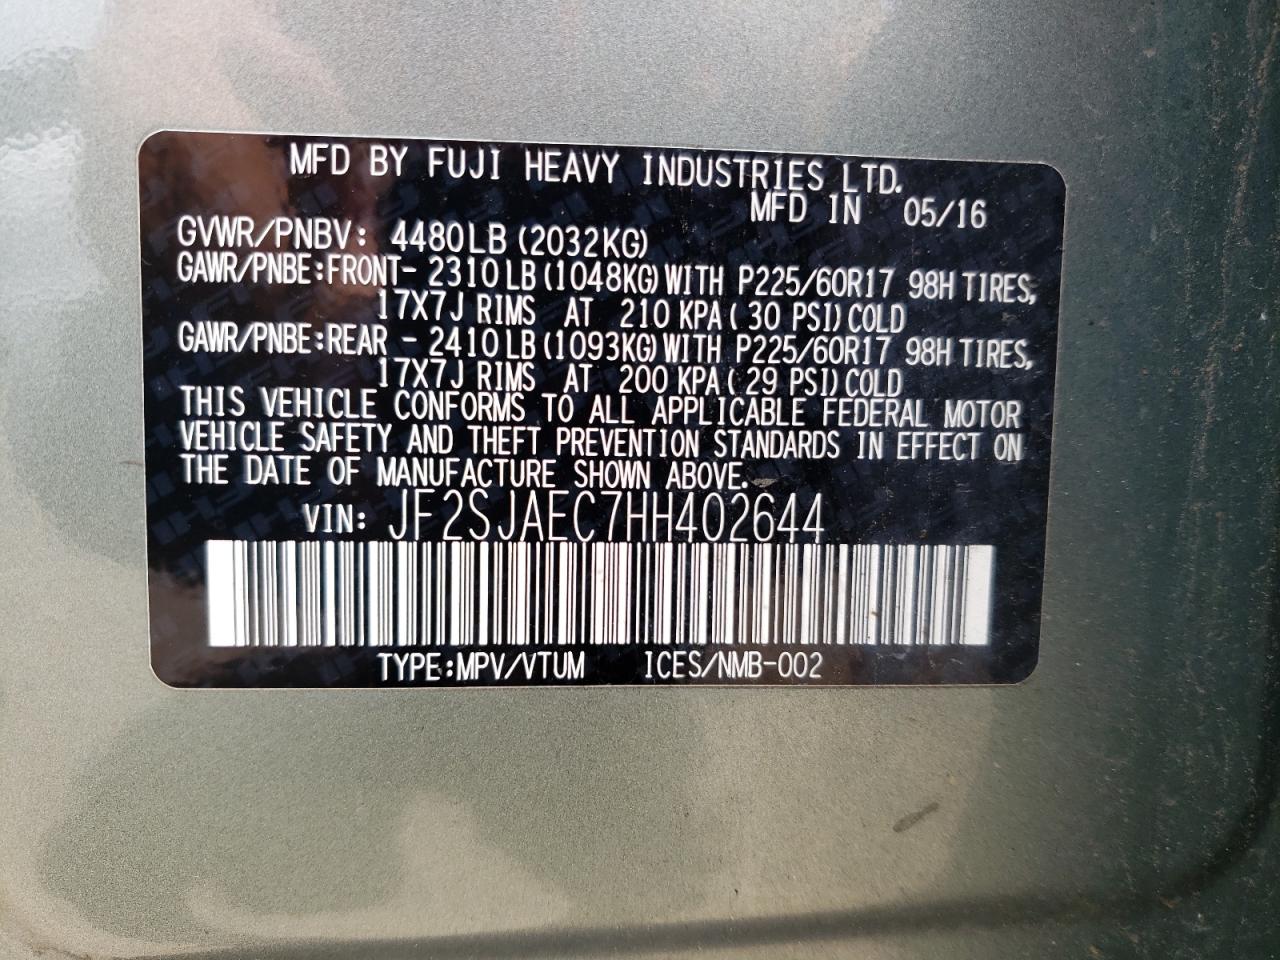 MFD BY FUJI HEAVY INDUSTRIES LTD.
MFD IN 05/16
GVWR/PNBV: 4480LB (2032KG)
GAWR/PNBE:FRONT- 2310LB (1048KG) WITH P225/60R17 98H TIRES,
17X7J RIMS AT 210 KPA ( 30 PSI) COLD
GAWR/PNBE:REAR - 2410LB (1093KG) WITH P225/60R17 98H TIRES,
17X7J RIMS AT 200 KPA ( 29 PSI) COLD
THIS VEHICLE CONFORMS TO ALL APPLICABLE FEDERAL MOTOR
VEHICLE SAFETY AND THEFT PREVENTION STANDARDS IN EFFECT ON
THE DATE OF MANUFACTURE SHOWN ABOVE.
VIN: JF2SJAEC7HH402644
TYPE:MPV/VTUM ICES/NMB-002